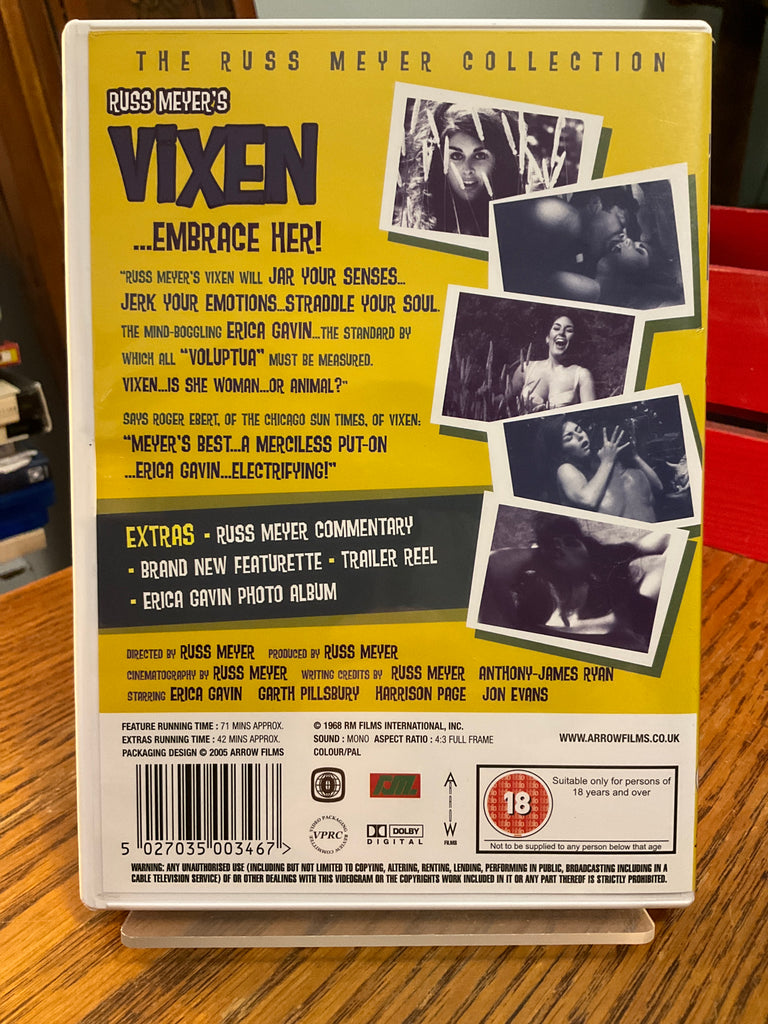 THE RUSS MEYER COLLECTION
RUSS MEYER'S
VIXEN
...EMBRACE HER!
"RUSS MEYER'S VIXEN WILL JAR YOUR SENSES...
JERK YOUR EMOTIONS...STRADDLE YOUR SOUL.
THE MIND-BOGGLING ERICA GAVIN...THE STANDARD BY
WHICH ALL "VOLUPTUA" MUST BE MEASURED.
VIXEN...IS SHE WOMAN...OR ANIMAL?"
SAYS ROGER EBERT, OF THE CHICAGO SUN TIMES, OF VIXEN:
"MEYER'S BEST...A MERCILESS PUT-ON
...ERICA GAVIN...ELECTRIFYING!"
EXTRAS - RUSS MEYER COMMENTARY
- BRAND NEW FEATURETTE - TRAILER REEL
- ERICA GAVIN PHOTO ALBUM
DIRECTED BY RUSS MEYER PRODUCED BY RUSS MEYER
CINEMATOGRAPHY BY RUSS MEYER WRITING CREDITS BY RUSS MEYER ANTHONY-JAMES RYAN
STARRING ERICA GAVIN GARTH PILLSBURY HARRISON PAGE JON EVANS
FEATURE RUNNING TIME : 71 MINS APPROX.
EXTRAS RUNNING TIME : 42 MINS APPROX.
PACKAGING DESIGN © 2005 ARROW FILMS
© 1968 RM FILMS INTERNATIONAL, INC.
SOUND : MONO ASPECT RATIO : 4:3 FULL FRAME
COLOUR/PAL
WWW.ARROWFILMS.CO.UK
5 027035 003467 >
0
RM
VIDEO PACKAGING REVIEW COMMITTEE
VPRC
DOLBY
DIGITAL
ARROW
FILMS
18
Suitable only for persons of
18 years and over
Not to be supplied to any person below that age
WARNING: ANY UNAUTHORISED USE (INCLUDING BUT NOT LIMITED TO COPYING, ALTERING, RENTING, LENDING, PERFORMING IN PUBLIC, BROADCASTING INCLUDING IN A
CABLE TELEVISION SERVICE) OF OR OTHER DEALINGS WITH THIS VIDEOGRAM OR THE COPYRIGHTS WORK INCLUDED IN IT OR ANY PART THEREOF IS STRICTLY PROHIBITED.